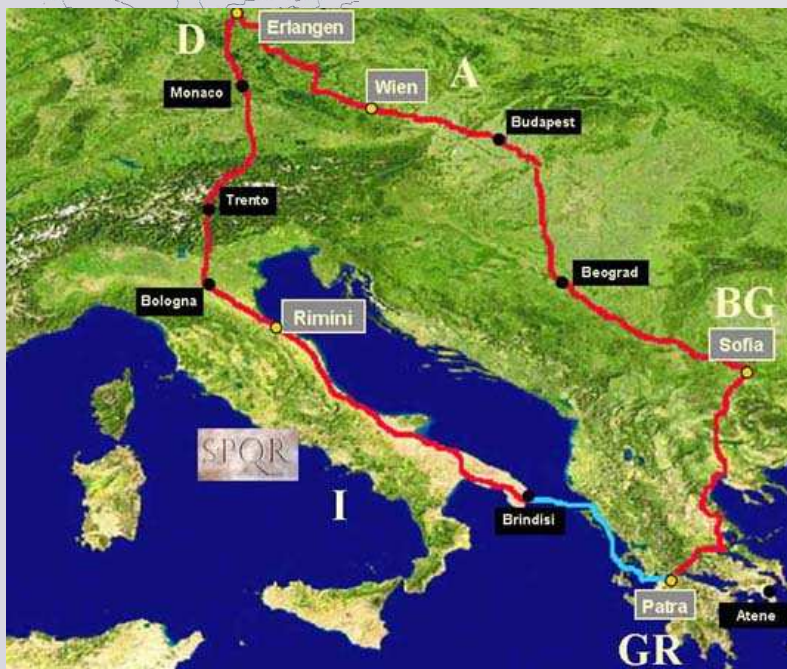 D
Erlangen
Monaco
Wien
A
Budapest
Trento
Bologna
Rimini
Beograd
BG
Sofia
SPQR
I
Brindisi
Patra
Atene
GR